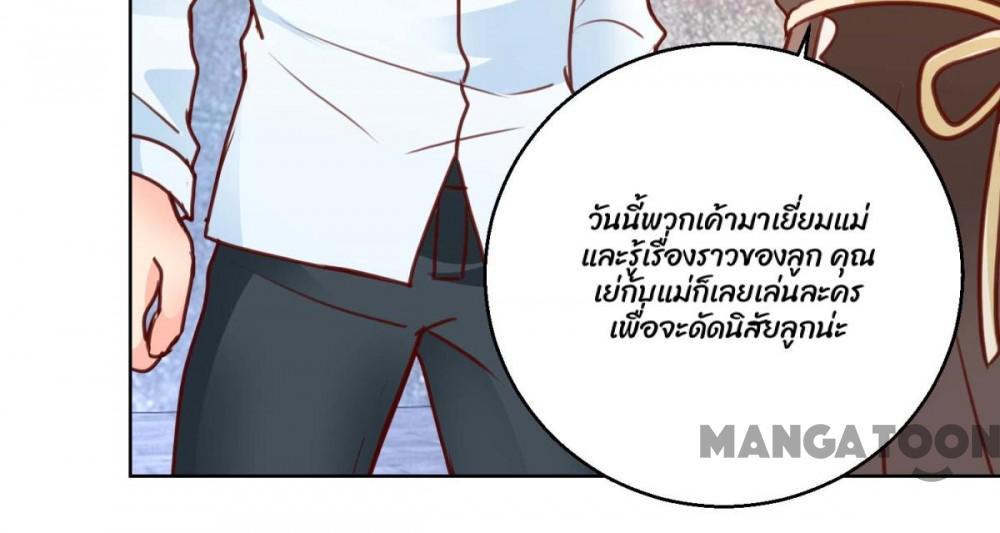 วันนี้พวกเค้ามาเยี่ยมแม่
และรู้เรื่องราวของลูก คุณ
เย่กับแม่ก็เลยเล่นละคร
เพื่อจะดัดนิสัยลูกน่ะ
MANGATOON